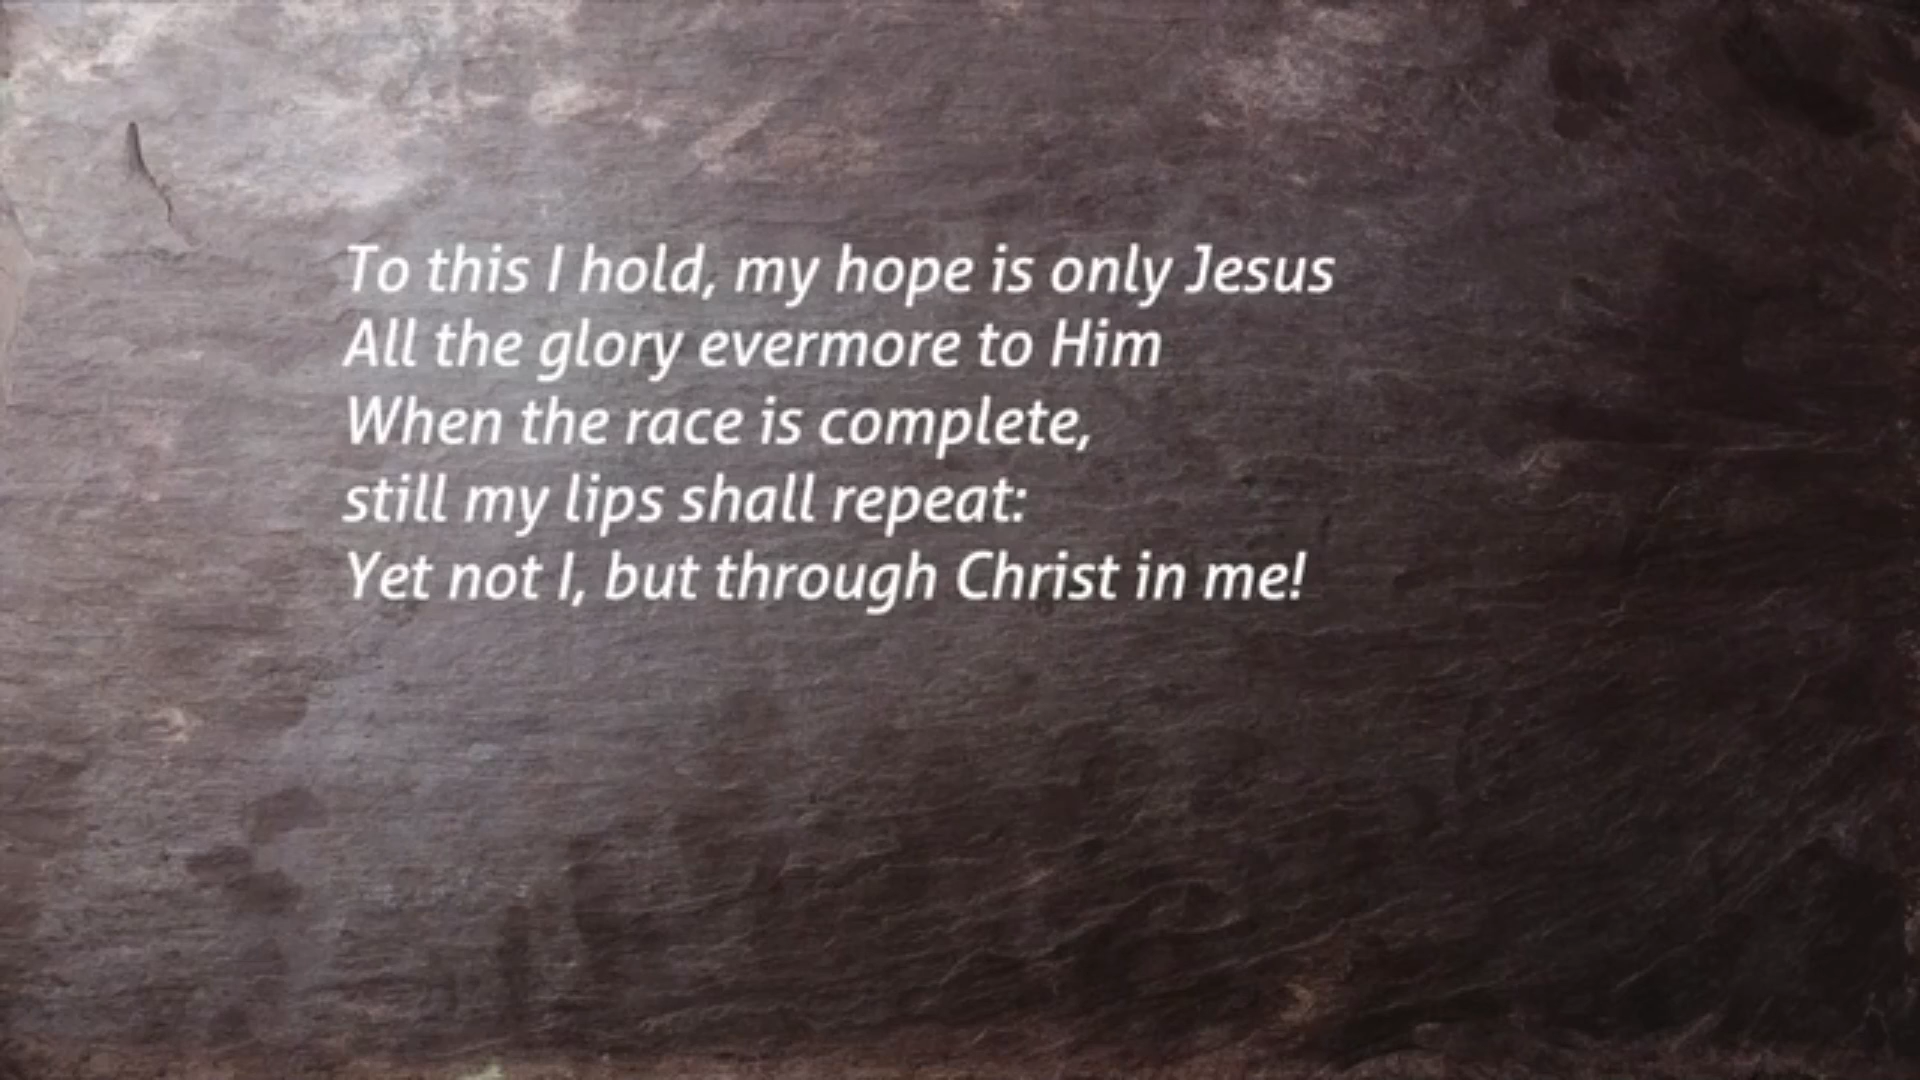 To this I hold, my hope is only Jesus
All the glory evermore to Him
When the race is complete,
still my lips shall repeat:
Yet not I, but through Christ in me!